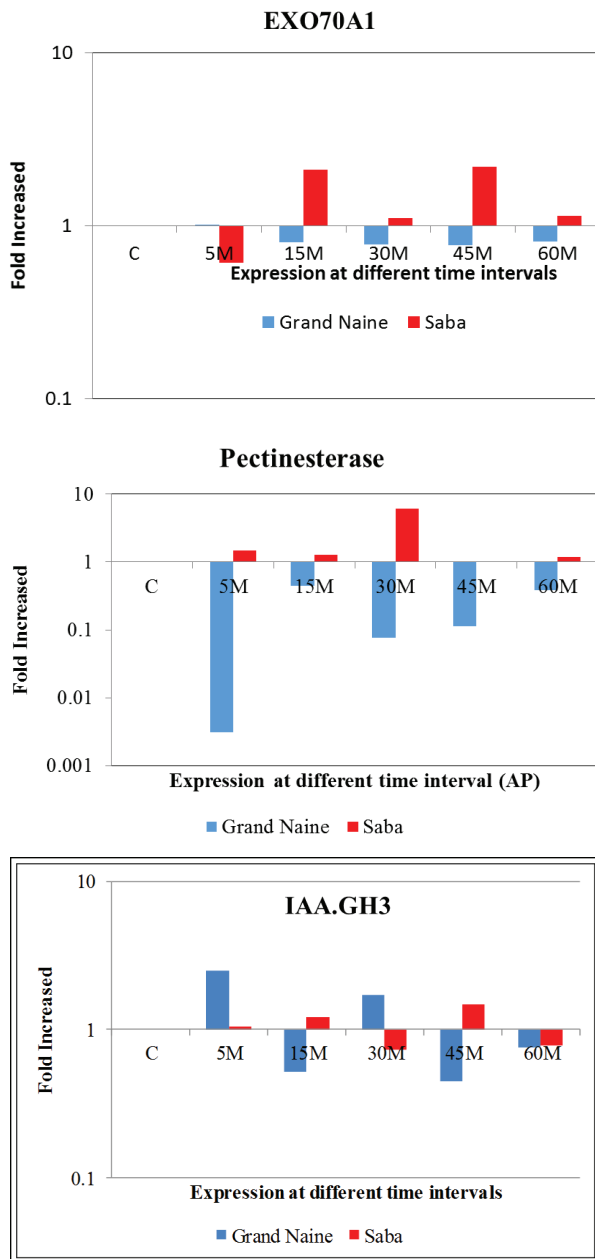 EXO70A1
10
1
0.1
Fold Increased
C 5M 15M 30M 45M 60M
Expression at different time intervals
Grand Naine Saba
Pectinesterase
10
1
0.1
0.01
0.001
Fold Increased
C 5M 15M 30M 45M 60M
Expression at different time interval (AP)
Grand Naine Saba
IAA.GH3
10
1
0.1
Fold Increased
C 5M 15M 30M 45M 60M
Expression at different time intervals
Grand Naine Saba